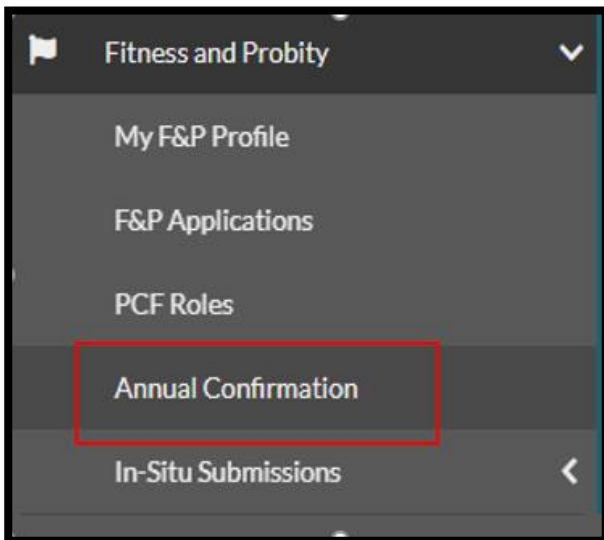 Fitness and Probity
My F&P Profile
F&P Applications
PCF Roles
Annual Confirmation
In-Situ Submissions